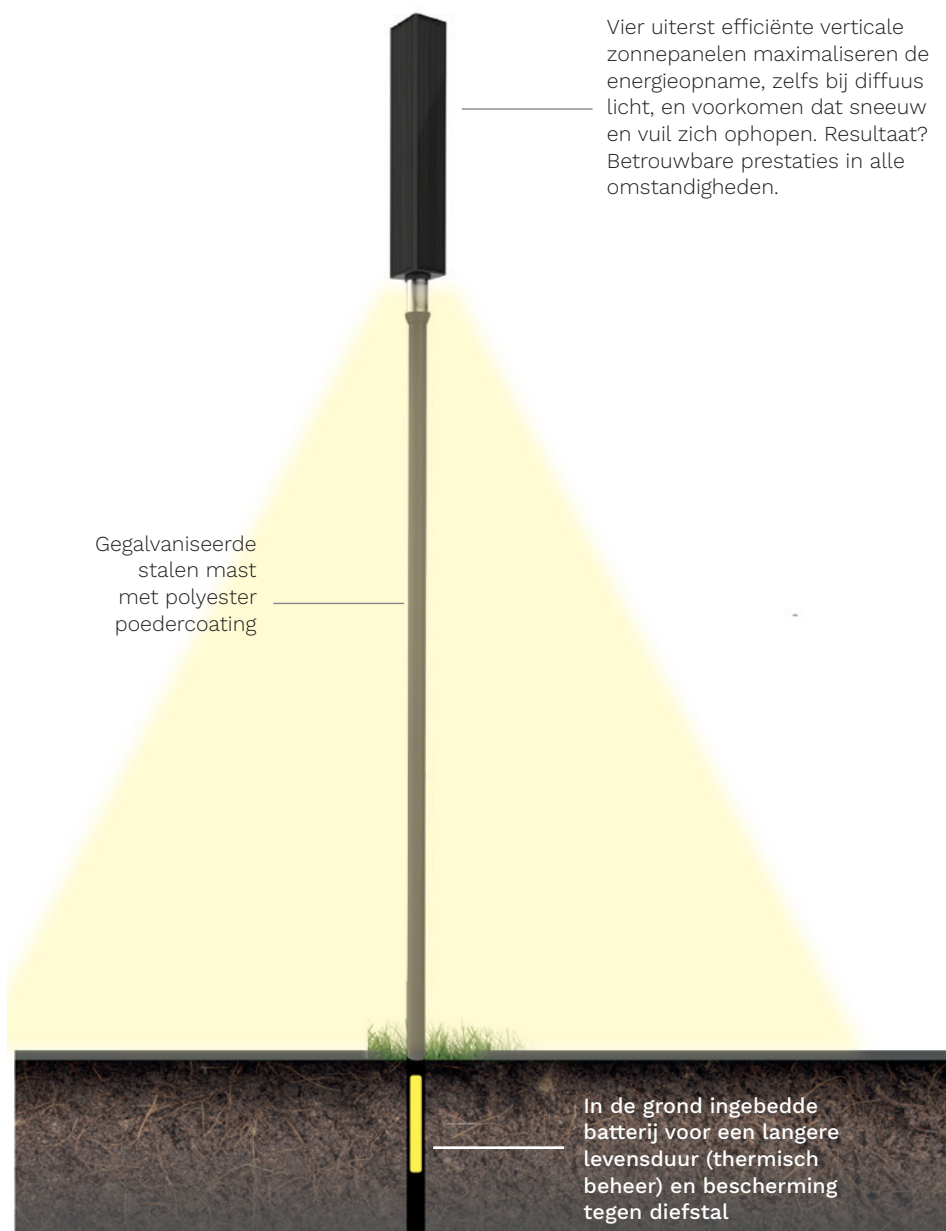 Vier uiterst efficiënte verticale
zonnepanelen maximaliseren de
energieopname, zelfs bij diffuus
licht, en voorkomen dat sneeuw
en vuil zich ophopen. Resultaat?
Betrouwbare prestaties in alle
omstandigheden.
Gegalvaniseerde
stalen mast
met polyester
poedercoating
In de grond ingebedde
batterij voor een langere
levensduur (thermisch
beheer) en bescherming
tegen diefstal